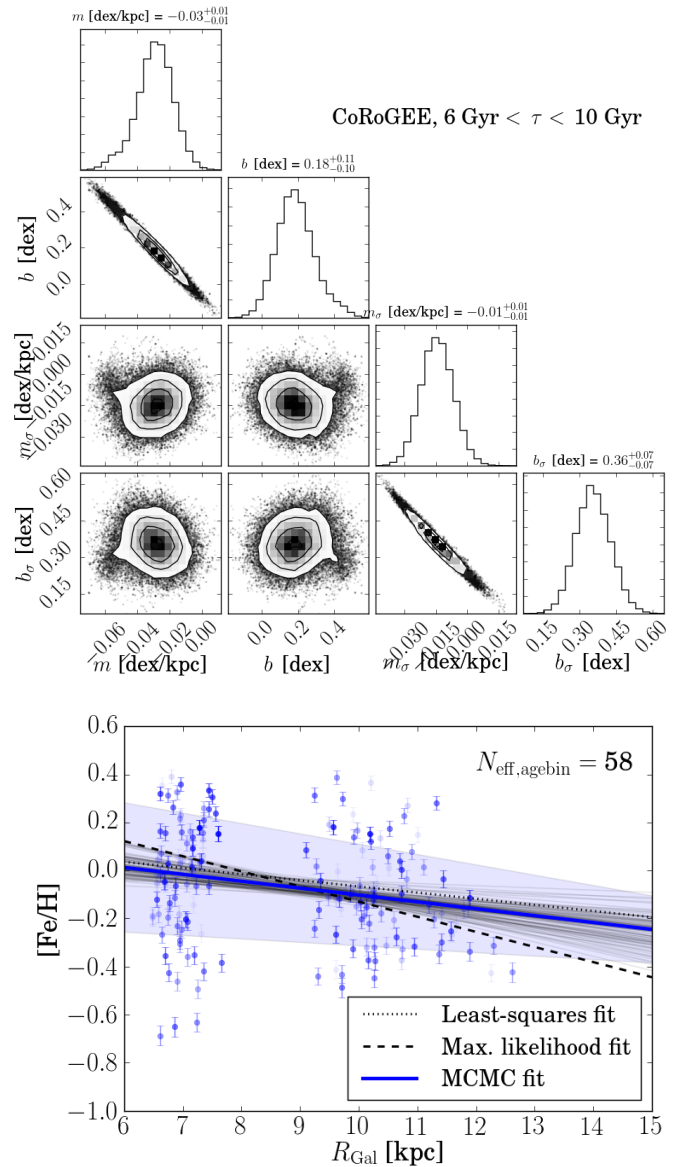 m [dex/kpc] = −0.03+0.01−0.01
CoRoGEE, 6 Gyr < τ < 10 Gyr
b [dex] = 0.18+0.11−0.10
b [dex]
0.4
0.2
0.0
mσ [dex/kpc] = −0.01+0.01−0.01
mσ [dex/kpc]
0.015
0.000
−0.015
−0.030
bσ [dex] = 0.36+0.07−0.07
bσ [dex]
0.60
0.45
0.30
0.15
−0.06 −0.04 −0.02 0.00
0.0 0.2 0.4
−0.030 −0.015 0.000 0.015
0.15 0.30 0.45 0.60
m [dex/kpc]
b [dex]
mσ [dex/kpc]
bσ [dex]
[Fe/H]
0.6
0.4
0.2
0.0
−0.2
−0.4
−0.6
−0.8
−1.0
Neff,agebin = 58
Least-squares fit
Max. likelihood fit
MCMC fit
6 7 8 9 10 11 12 13 14 15
RGal [kpc]